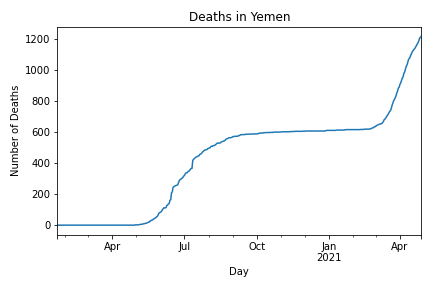 Deaths in Yemen
Number of Deaths
1200
1000
800
600
400
200
0
Apr
Jul
Oct
Jan
2021
Apr
Day